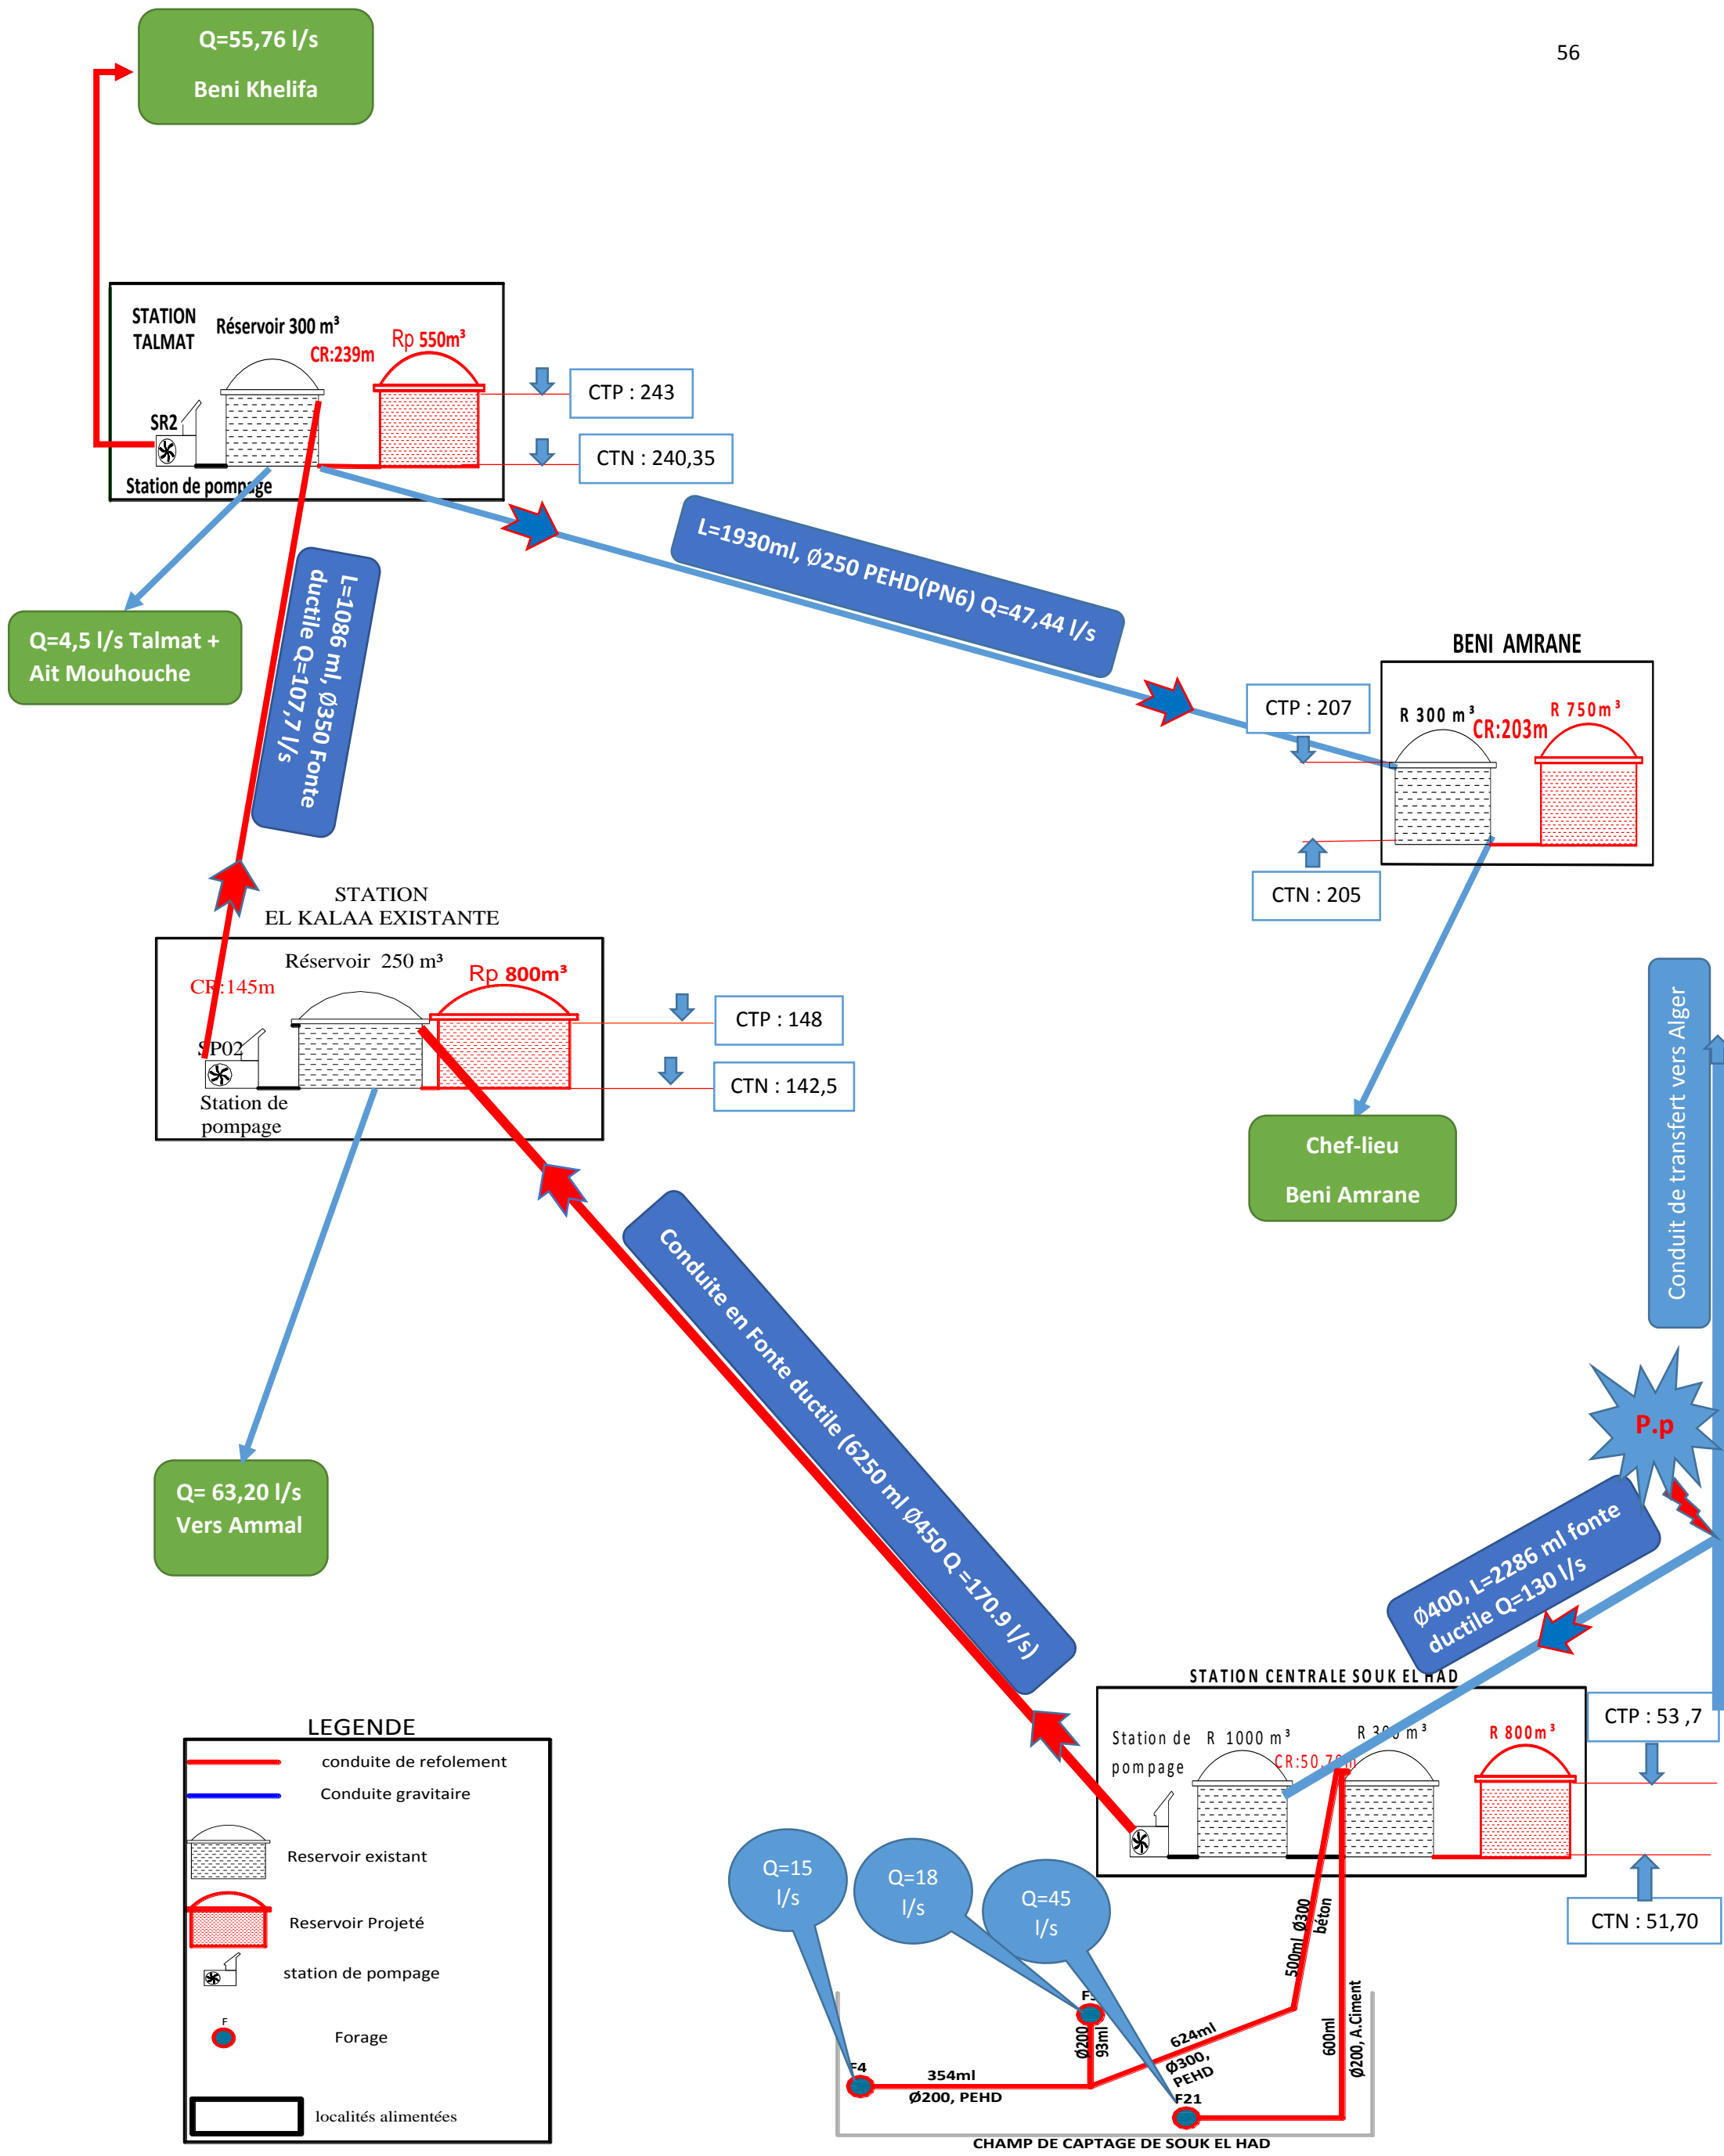 56
Q=55,76 l/s
Beni Khelifa
STATION
TALMAT
Réservoir 300 m³
CR:239m
Rp 550m³
SR2
Station de pompage
CTP : 243
CTN : 240,35
L=1930ml, Ø250 PEHD(PN6) Q=47,44 l/s
Q=4,5 l/s Talmat +
Ait Mouhouche
L=1086 ml, Ø350 Fonte
ductile Q=107,7 l/s
BENI AMRANE
R 300 m³
CR:203m
R 750m³
CTP : 207
CTN : 205
STATION
EL KALAA EXISTANTE
Réservoir 250 m³
CR:145m
Rp 800m³
SP02
Station de
pompage
CTP : 148
CTN : 142,5
Chef-lieu
Beni Amrane
Conduit de transfert vers Alger
P.p
Q= 63,20 l/s
Vers Ammal
Conduite en Fonte ductile (6250 ml Ø450 Q =170.9 l/s)
Ø400, L=2286 ml fonte
ductile Q=130 l/s
STATION CENTRALE SOUK EL HAD
Station de
pompage
R 1000 m³
CR:50,70m
R 300 m³
R 800m³
CTP : 53 ,7
CTN : 51,70
LEGENDE
conduite de refolement
Conduite gravitaire
Reservoir existant
Reservoir Projeté
station de pompage
F
Forage
localités alimentées
Q=15
l/s
Q=18
l/s
Q=45
l/s
500ml Ø300
béton
600ml
Ø200, A.Ciment
Ø200
93ml
624ml
Ø300,
PEHD
F4
354ml
Ø200, PEHD
F21
CHAMP DE CAPTAGE DE SOUK EL HAD